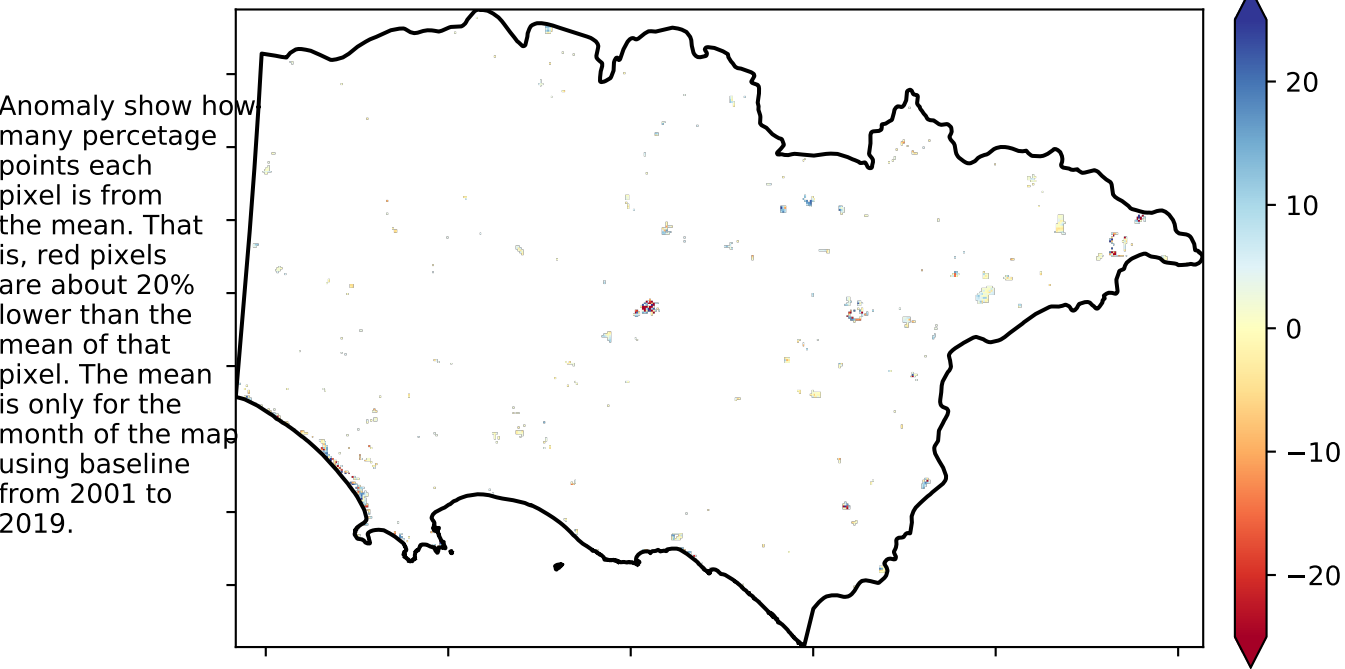 Anomaly show how
many percetage
points each
pixel is from
the mean. That
is, red pixels
are about 20%
lower than the
mean of that
pixel. The mean
is only for the
month of the map
using baseline
from 2001 to
2019.
20
10
0
−10
−20